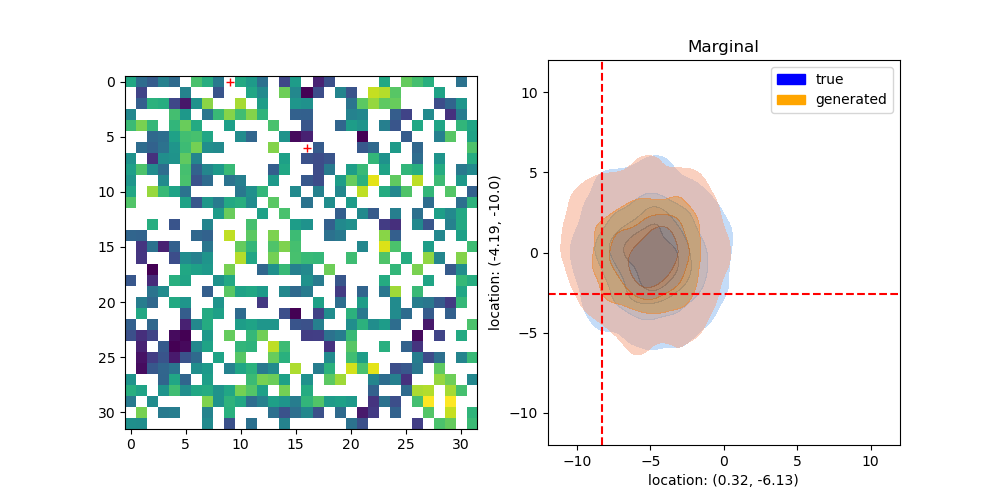 Marginal
true
generated
0
5
10
15
20
25
30
0 5 10 15 20 25 30
location: (-4.19, -10.0)
10
5
0
−5
−10
−10 −5 0 5 10
location: (0.32, -6.13)